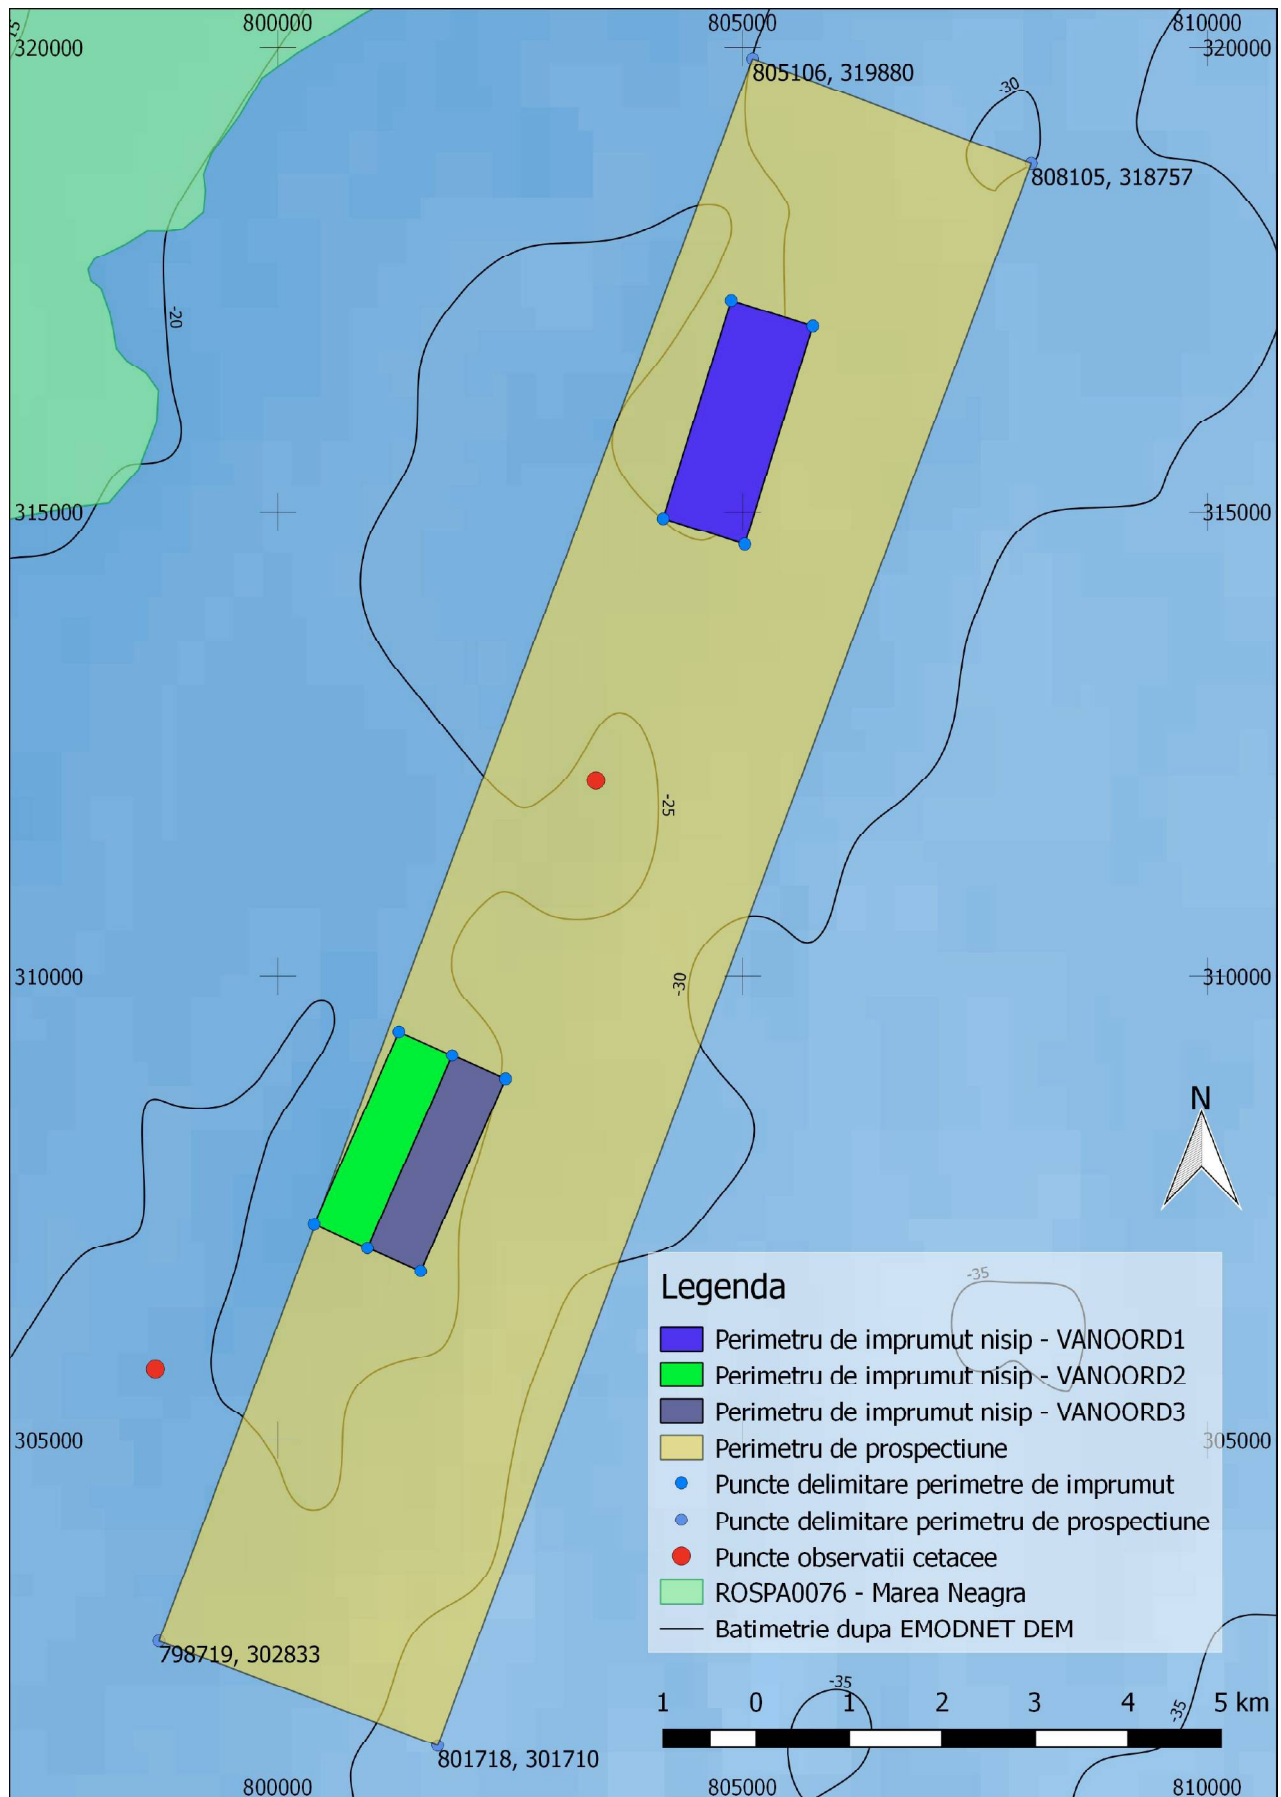 800000
805000
810000
-15
320000
320000
805106, 319880
-30
808105, 318757
-20
315000
315000
-25
310000
310000
-30
N
Legenda
-35
Perimetru de imprumut nisip - VANOORD1
Perimetru de imprumut nisip - VANOORD2
Perimetru de imprumut nisip - VANOORD3
305000
305000
Perimetru de prospectiune
Puncte delimitare perimetre de imprumut
Puncte delimitare perimetru de prospectiune
Puncte observatii cetacee
ROSPA0076 - Marea Neagra
Batimetrie dupa EMODNET DEM
798719, 302833
-35
1 0 1 2 3 4 5 km
-35
801718, 301710
800000
805000
810000